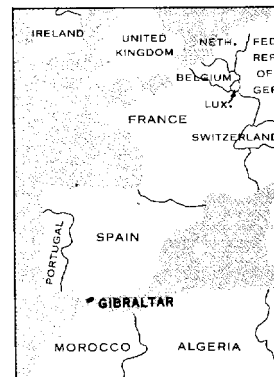 IRELAND
UNITED
KINGDOM
NETH.
FED
REP
OF
GER
BELGIUM
LUX.
FRANCE
SWITZERLAND
PORTUGAL
SPAIN
GIBRALTAR
MOROCCO
ALGERIA